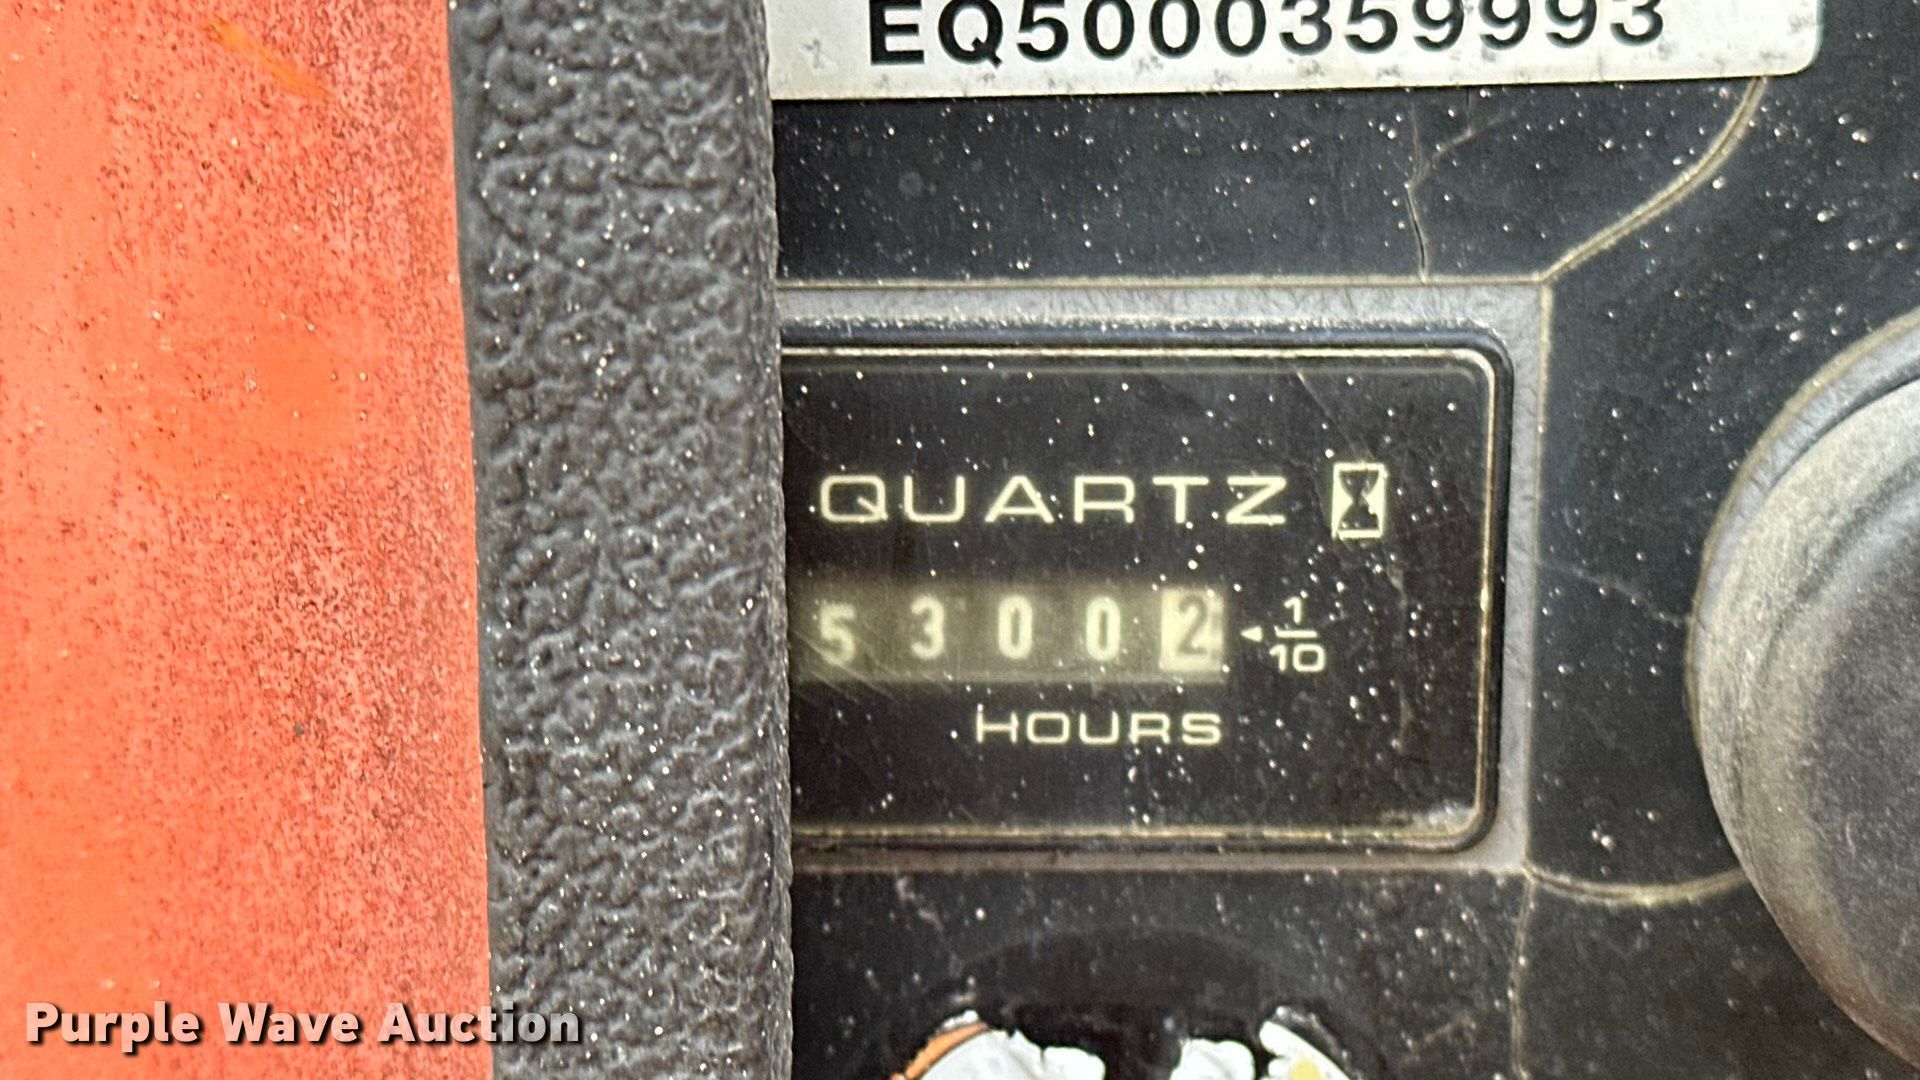 EQ5000359993
QUARTZ
53002
1/10
HOURS
Purple Wave Auction